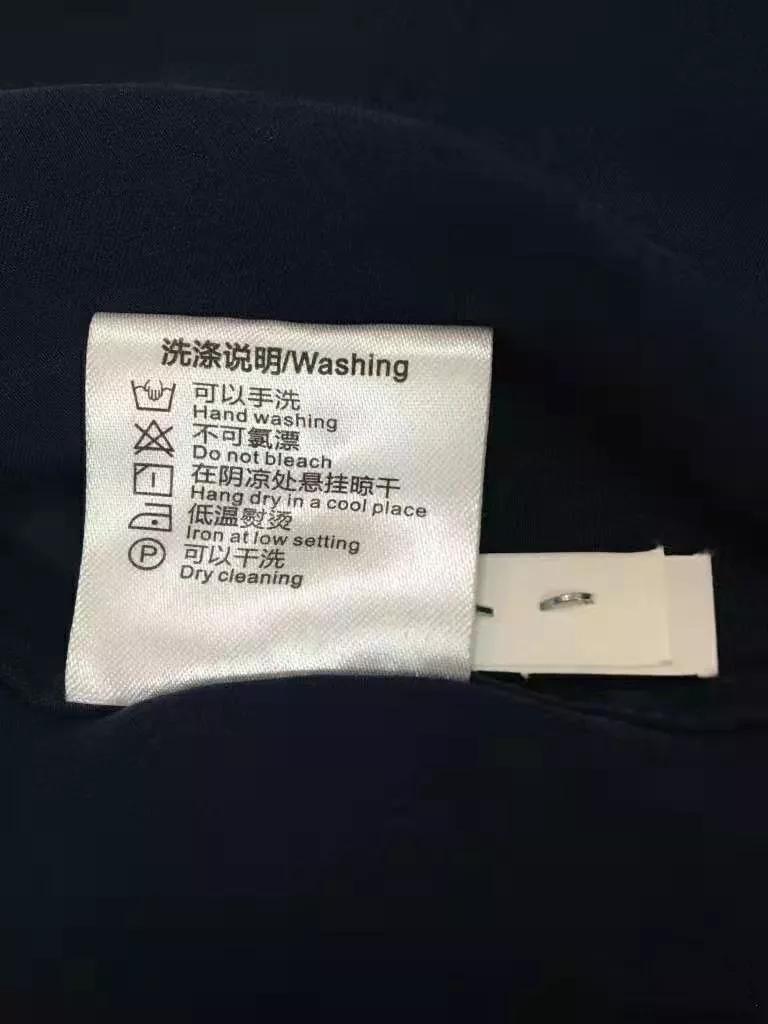 洗涤说明/Washing
可以手洗
Hand washing
不可氯漂
Do not bleach
在阴凉处悬挂晾干
Hang dry in a cool place
低温熨烫
Iron at low setting
P 可以干洗
Dry cleaning